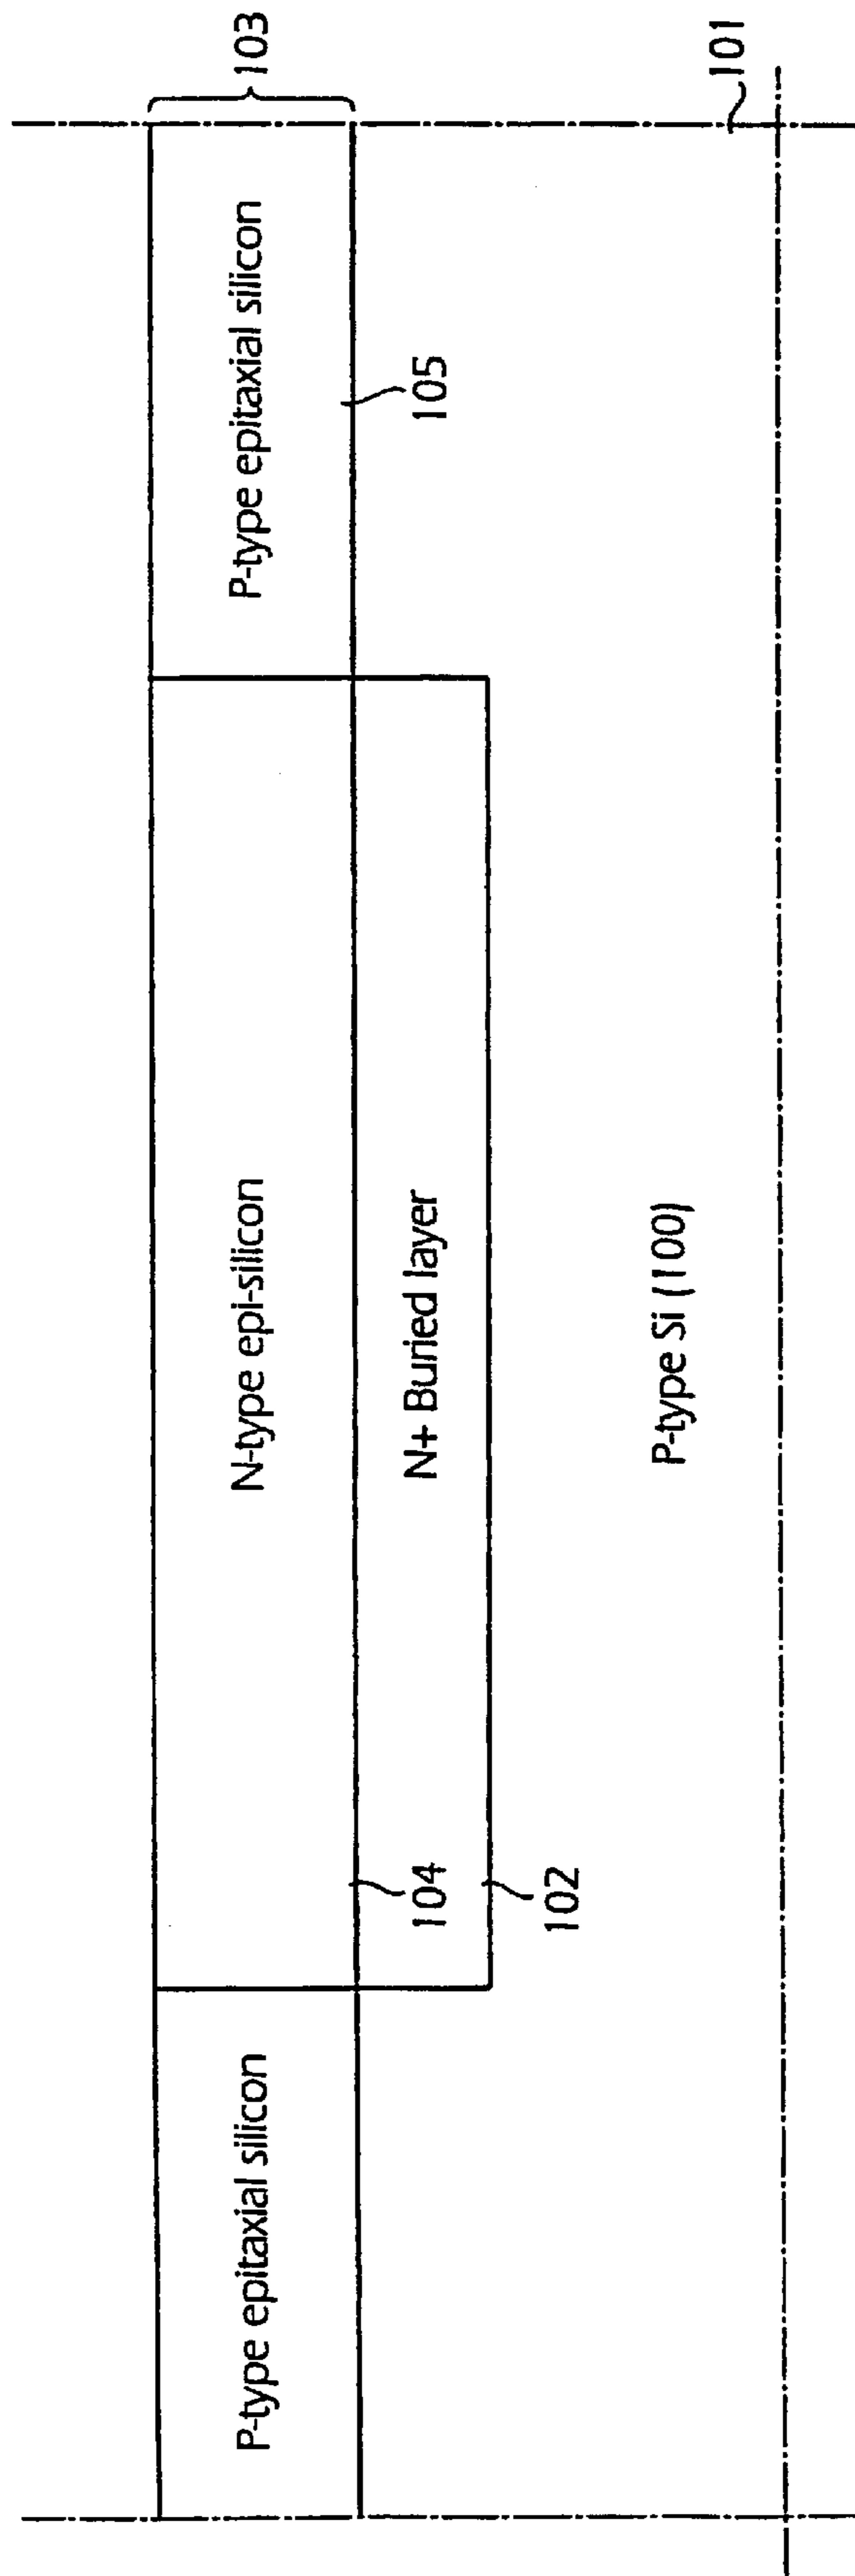 103
P-type epitaxial silicon
N-type epi-silicon
P-type epitaxial silicon
104
N+ Buried layer
105
102
P-type Si (100)
101